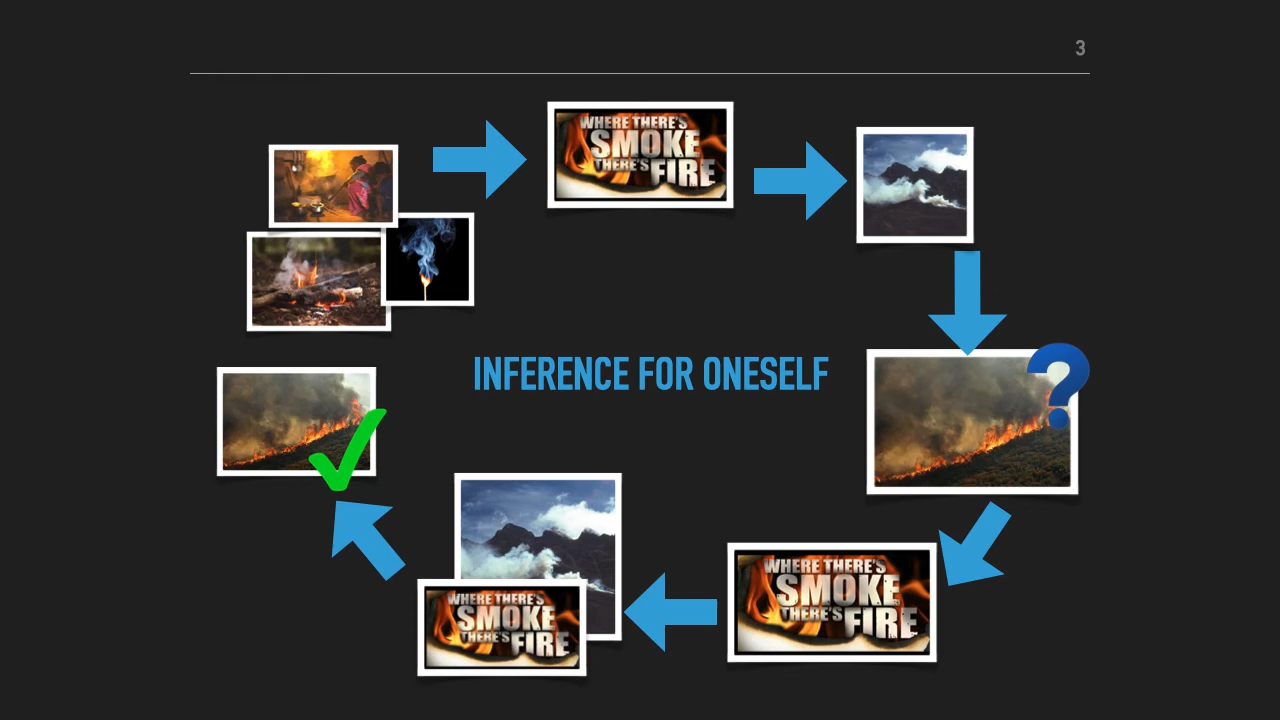 3
WHERE THERE'S
SMOKE
THERE'S FIRE
INFERENCE FOR ONESELF
?
WHERE THERE'S
SMOKE
THERE'S FIRE
WHERE THERE'S
SMOKE
THERE'S FIRE